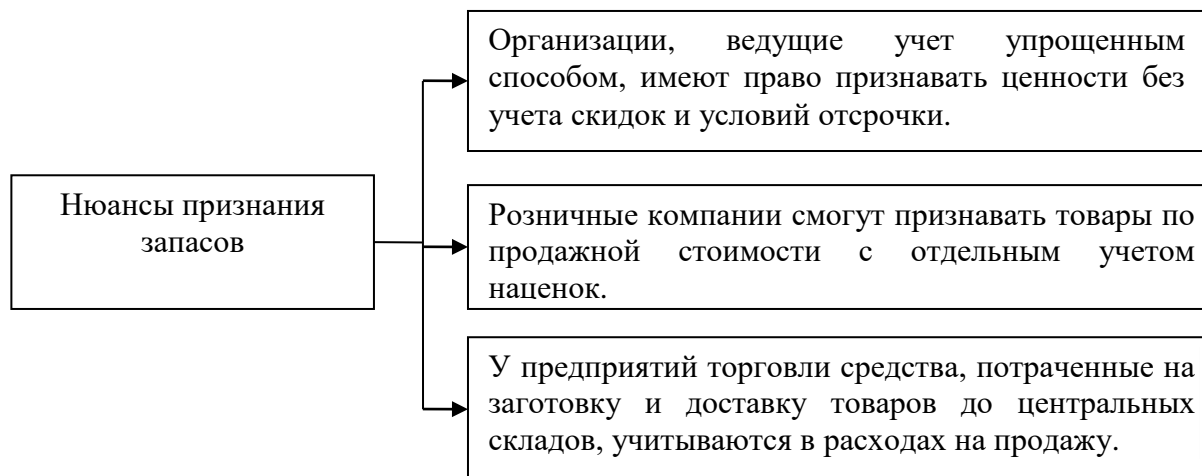 Нюансы признания
запасов
Организации, ведущие учет упрощенным
способом, имеют право признавать ценности без
учета скидок и условий отсрочки.
Розничные компании смогут признавать товары по
продажной стоимости с отдельным учетом
наценок.
У предприятий торговли средства, потраченные на
заготовку и доставку товаров до центральных
складов, учитываются в расходах на продажу.